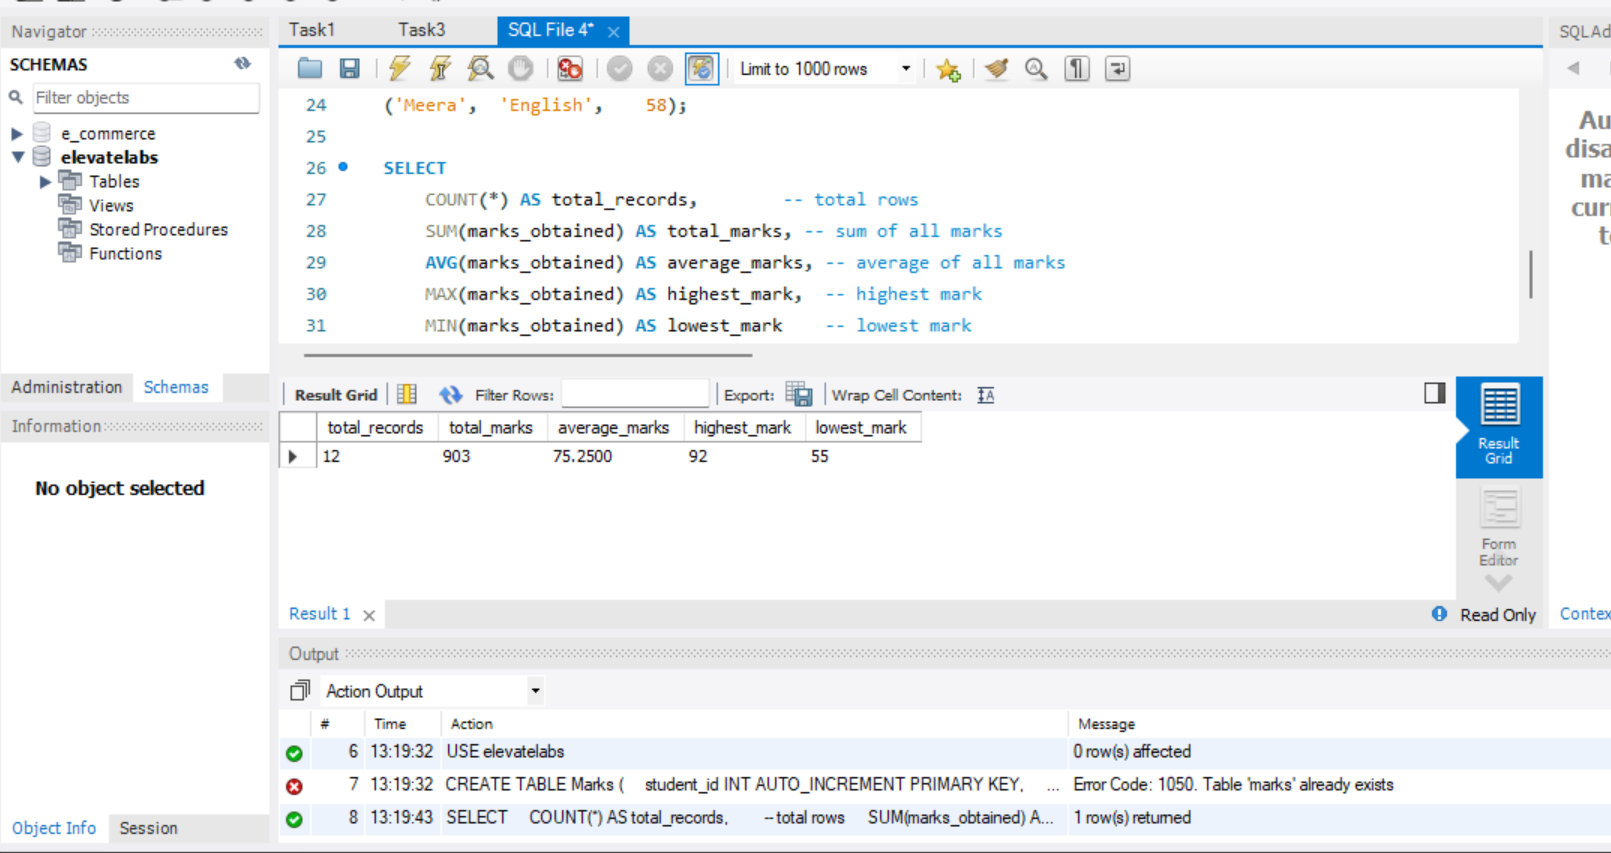 Navigator
SCHEMAS
Filter objects
e_commerce
elevatelabs
Tables
Views
Stored Procedures
Functions
Administration Schemas
Information
No object selected
Object Info Session
Task1 Task3 SQL File 4*
Limit to 1000 rows
24 ('Meera', 'English', 58);
25
26 SELECT
27 COUNT(*) AS total_records, -- total rows
28 SUM(marks_obtained) AS total_marks, -- sum of all marks
29 AVG(marks_obtained) AS average_marks, -- average of all marks
30 MAX(marks_obtained) AS highest_mark, -- highest mark
31 MIN(marks_obtained) AS lowest_mark -- lowest mark
Result Grid Filter Rows: Export: Wrap Cell Content:
total_records total_marks average_marks highest_mark lowest_mark
12 903 75.2500 92 55
Result
Grid
Form
Editor
Result 1 Read Only
Output
Action Output
# Time Action Message
6 13:19:32 USE elevatelabs 0 row(s) affected
7 13:19:32 CREATE TABLE Marks ( student_id INT AUTO_INCREMENT PRIMARY KEY, ... Error Code: 1050. Table 'marks' already exists
8 13:19:43 SELECT COUNT(*) AS total_records, -- total rows SUM(marks_obtained) A... 1 row(s) returned
SQLAd
Au
disa
ma
cur
t
Contex